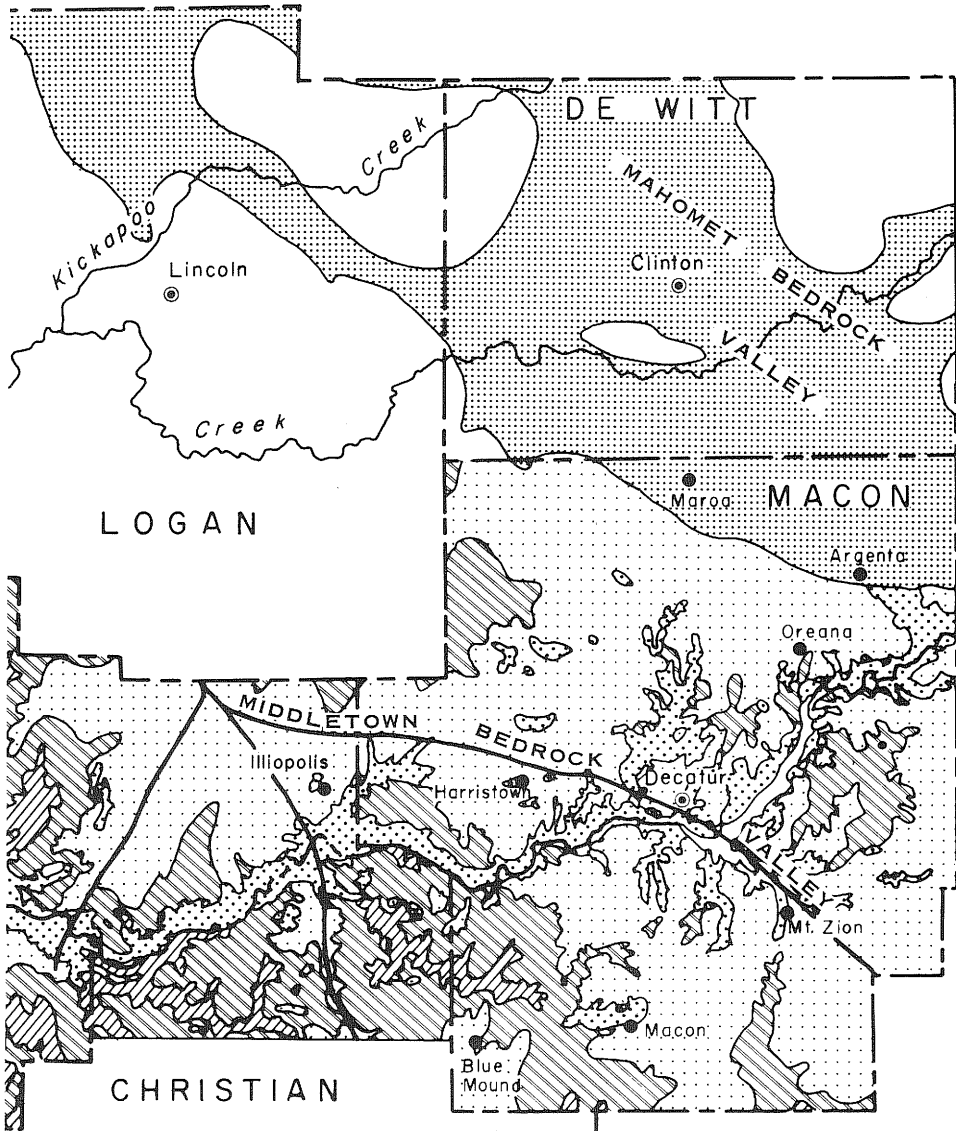 DE WITT
Creek
Kickapoo
MAHOMET
BEDROCK
VALLEY
Lincoln
Clinton
Creek
Maroa
MACON
LOGAN
Argenta
Oreana
MIDDLETOWN
BEDROCK
VALLEY
Illiopolis
Harristown
Decatur
Mt. Zion
Macon
Blue
Mound
CHRISTIAN